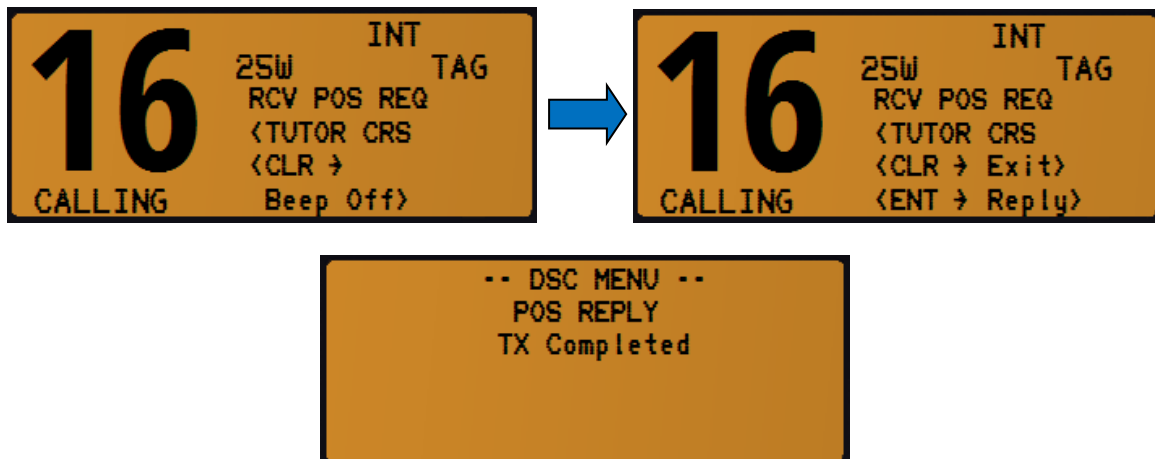 16
INT
25W TAG
RCV POS REQ
<TUTOR CRS
<CLR →
CALLING Beep Off>
16
INT
25W TAG
RCV POS REQ
<TUTOR CRS
<CLR → Exit>
CALLING <ENT → Reply>
-- DSC MENU --
POS REPLY
TX Completed